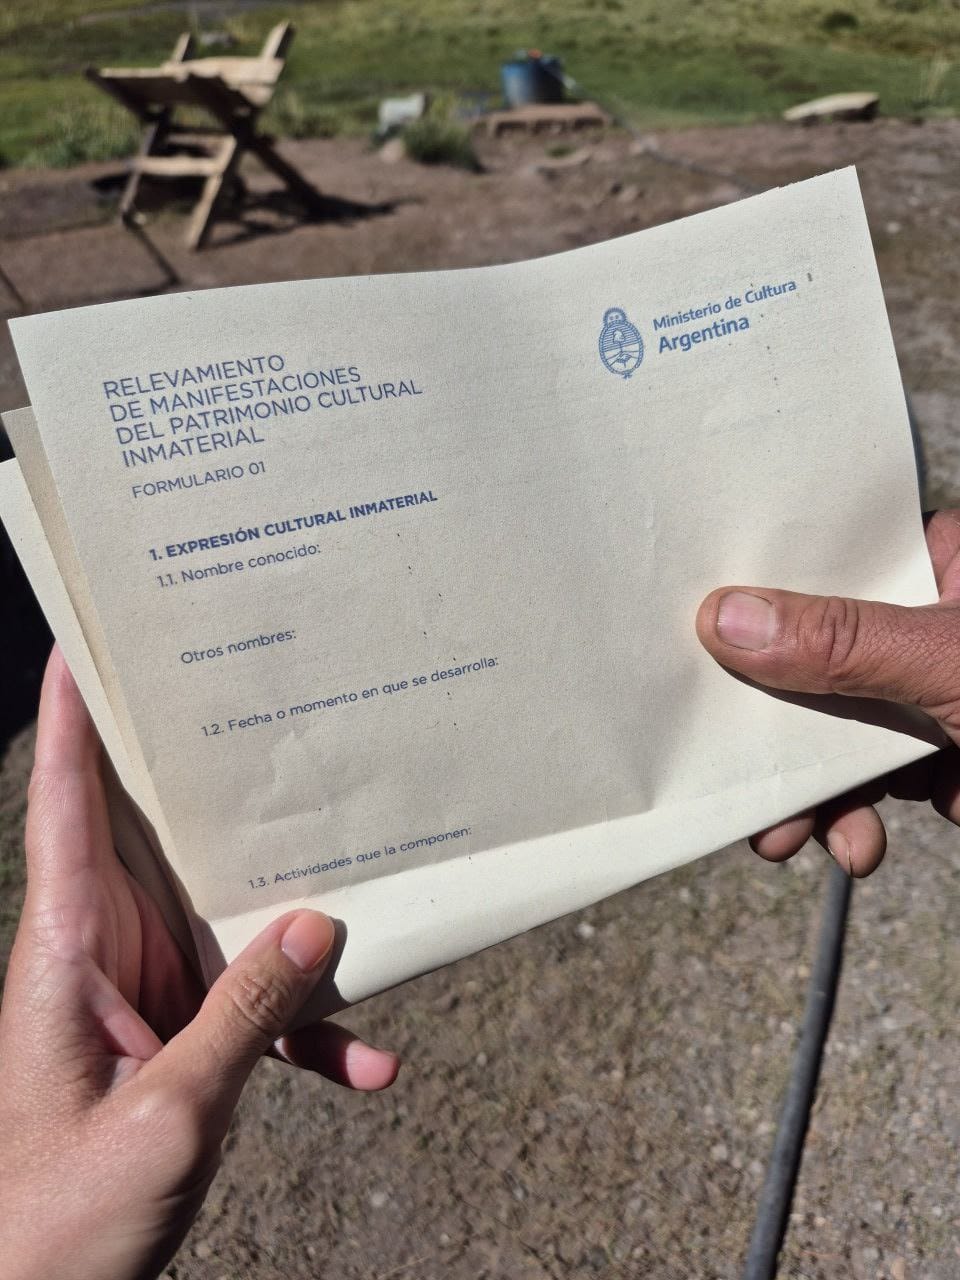 RELEVAMIENTO
DE MANIFESTACIONES
DEL PATRIMONIO CULTURAL
INMATERIAL
FORMULARIO 01
Ministerio de Cultura
Argentina
1. EXPRESIÓN CULTURAL INMATERIAL
1.1. Nombre conocido:
Otros nombres:
1.2. Fecha o momento en que se desarrolla:
1.3. Actividades que la componen: